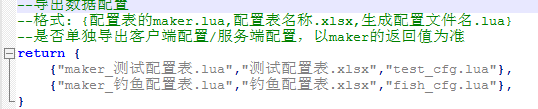 --导出数据配置
--格式: {配置表的maker.lua,配置表名称.xlsx,生成配置文件名.lua}
--是否单独导出客户端配置/服务端配置，以maker的返回值为准
return {
{"maker_测试配置表.lua","测试配置表.xlsx","test_cfg.lua"},
{"maker_钓鱼配置表.lua","钓鱼配置表.xlsx","fish_cfg.lua"},
}